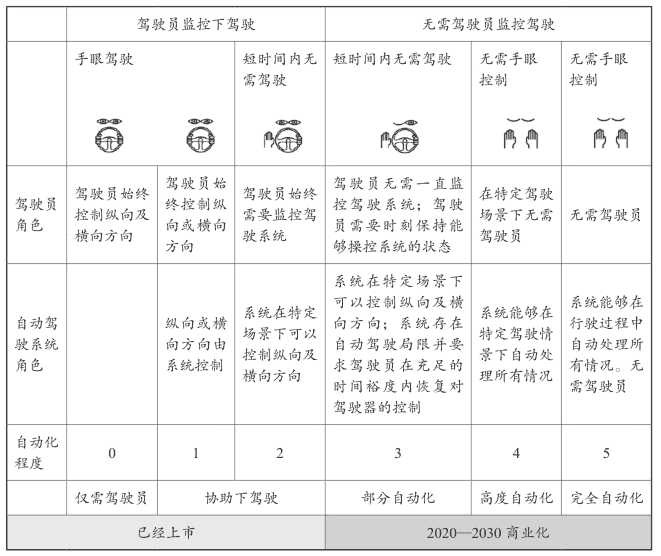 驾驶员监控下驾驶
无需驾驶员监控驾驶
手眼驾驶
短时间内无
需驾驶
短时间内无需驾驶
无需手眼
控制
无需手眼
控制
驾驶员
角色
驾驶员始终
控制纵向及
横向方向
驾驶员始
终控制纵
向或横向
方向
驾驶员始终
需要监控驾
驶系统
驾驶员无需一直监
控驾驶系统；驾驶
员需要时刻保持能
够操控系统的状态
在特定驾驶
场景下无需
驾驶员
无需驾驶员
自动驾
驶系统
角色
纵向或横
向方向由
系统控制
系统在特定
场景下可以
控制纵向及
横向方向
系统在特定场景下
可以控制纵向及横
向方向；系统存在
自动驾驶局限并要
求驾驶员在充足的
时间裕度内恢复对
驾驶器的控制
系统能够在
特定驾驶情
景下自动处
理所有情况
系统能够在
行驶过程中
自动处理所
有情况。无
需驾驶员
自动化
程度
0
1
2
3
4
5
仅需驾驶员
协助下驾驶
部分自动化
高度自动化
完全自动化
已经上市
2020—2030 商业化